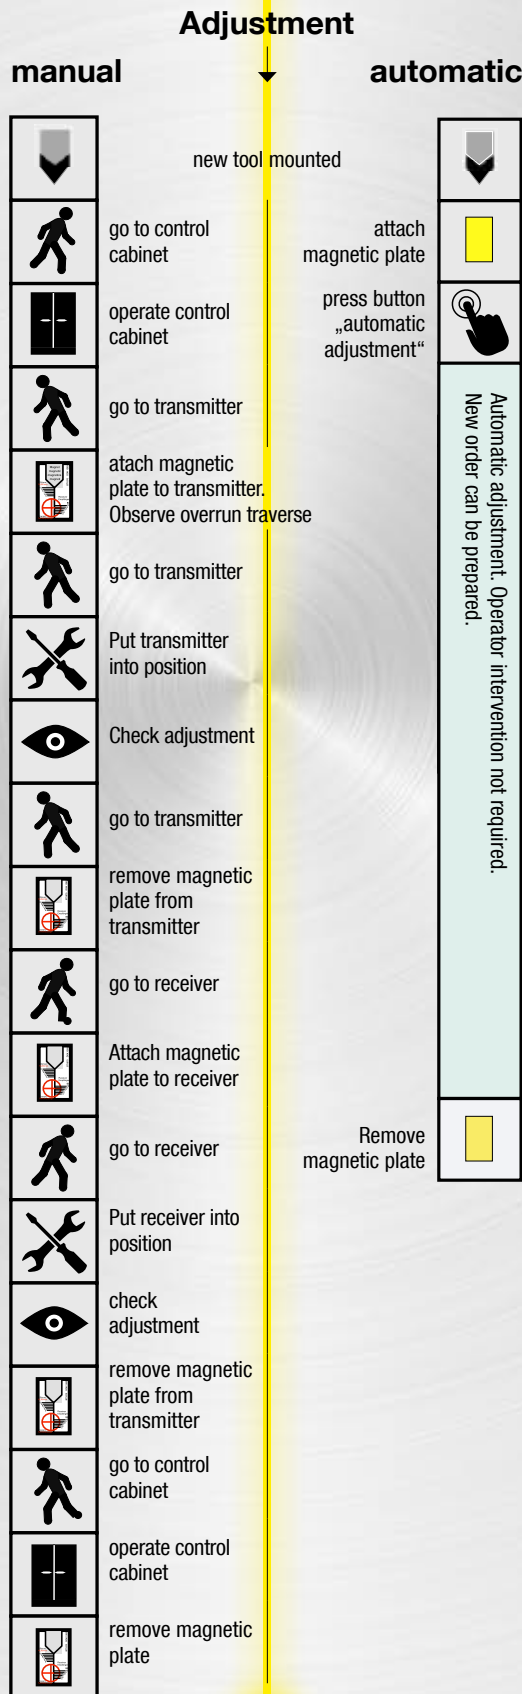 Adjustment
manual
automatic
new tool mounted
go to control
cabinet
operate control
cabinet
go to transmitter
atach magnetic
plate to transmitter.
Observe overrun traverse
go to transmitter
Put transmitter
into position
Check adjustment
go to transmitter
remove magnetic
plate from
transmitter
go to receiver
Attach magnetic
plate to receiver
go to receiver
Put receiver into
position
check
adjustment
remove magnetic
plate from
transmitter
go to control
cabinet
operate control
cabinet
remove magnetic
plate
attach
magnetic plate
press button
„automatic
adjustment“
Automatic adjustment. Operator intervention not required.
New order can be prepared.
Remove
magnetic plate